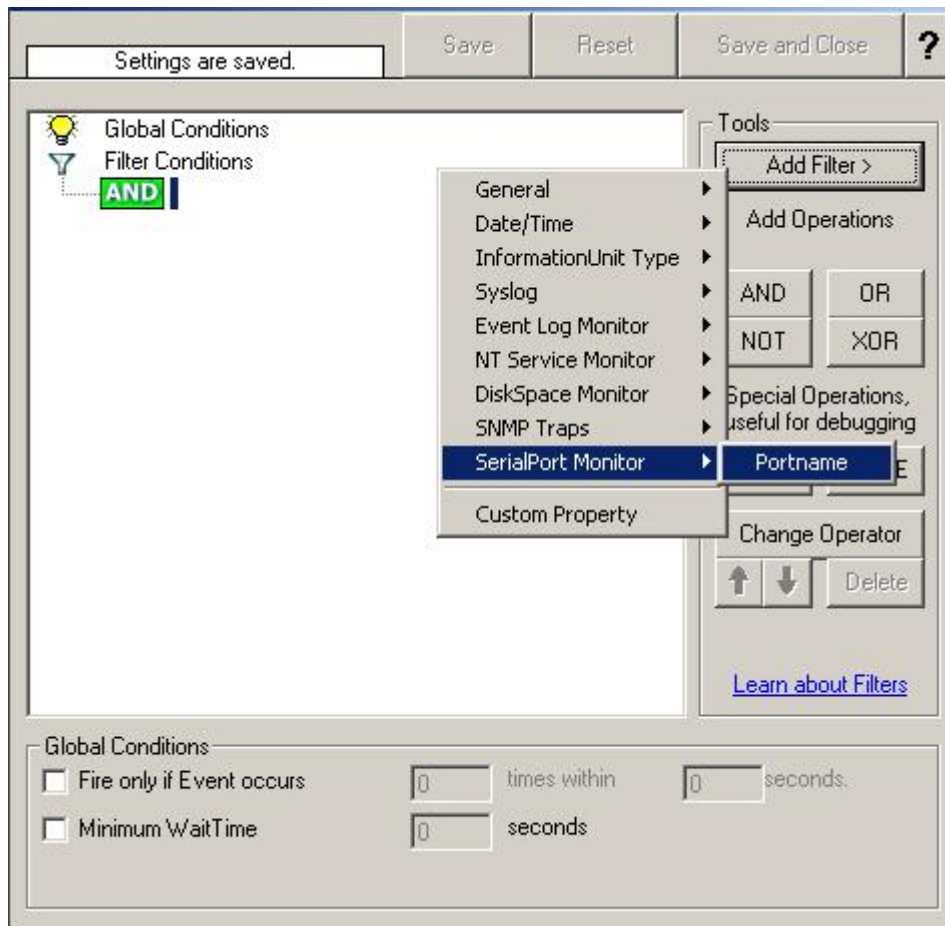 Settings are saved.
Save
Reset
Save and Close
?
Global Conditions
Filter Conditions
AND
General
Date/Time
InformationUnit Type
Syslog
Event Log Monitor
NT Service Monitor
DiskSpace Monitor
SNMP Traps
SerialPort Monitor
Portname
Custom Property
Tools
Add Filter >
Add Operations
AND
OR
NOT
XOR
Special Operations,
useful for debugging
Change Operator
Delete
Learn about Filters
Global Conditions
Fire only if Event occurs
0
times within
0
seconds.
Minimum WaitTime
0
seconds